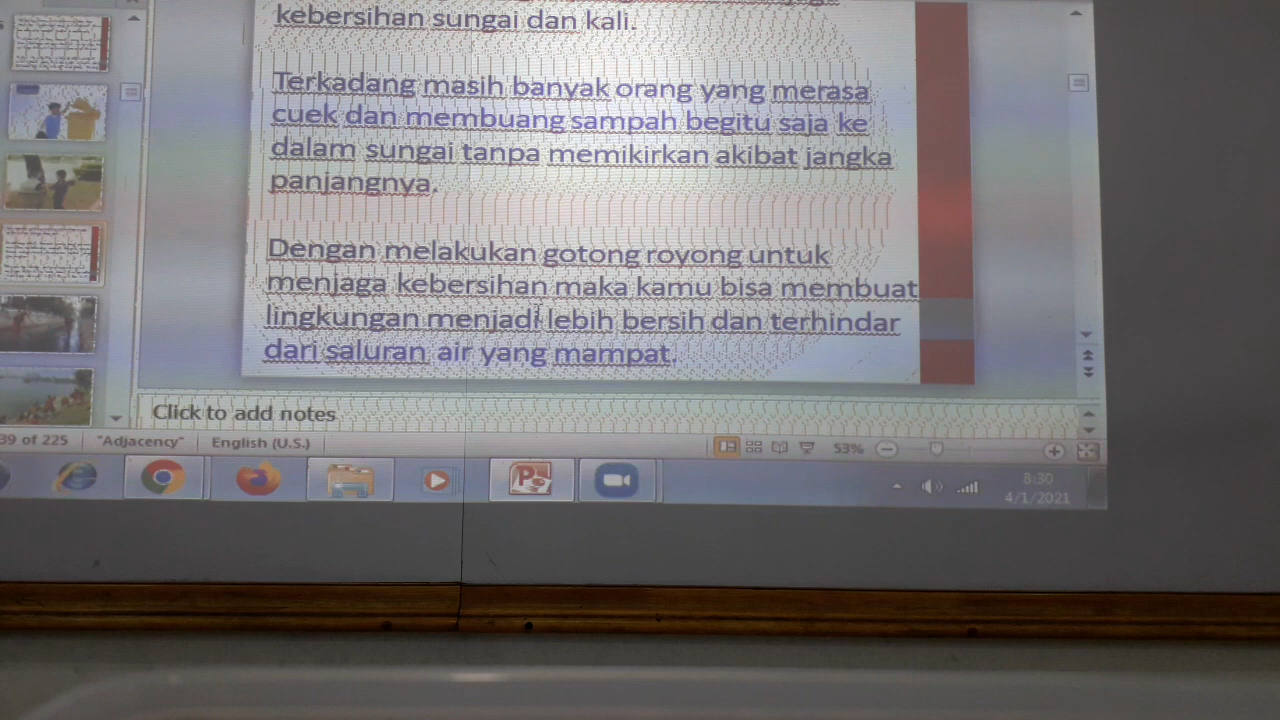 kebersihan sungai dan kali.
Terkadang masih banyak orang yang merasa
cuek dan membuang sampah begitu saja ke
dalam sungai tanpa memikirkan akibat jangka
panjangnya.
Dengan melakukan gotong royong untuk
menjaga kebersihan maka kamu bisa membuat
lingkungan menjadi lebih bersih dan terhindar
dari saluran air yang mampat.
Click to add notes
39 of 225 "Adjacency" English (U.S.) 53%
8:30
4/1/2021